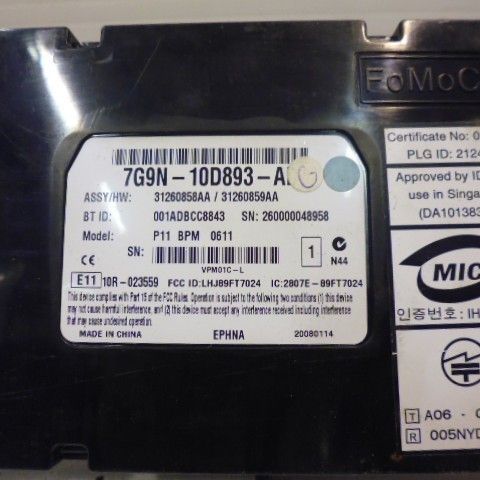 FoMoC
7G9N-10D893-A
G
ASSY/HW: 31260858AA / 31260859AA
BT ID: 001ADBCC8843 SN: 260000048958
Model: P11 BPM 0611
SN:
1
N44
VPM01C-L
E11 10R-023559 FCC ID:LHJ89FT7024 IC:2807E-89FT7024
This device complies with Part 15 of the FCC Rules. Operation is subject to the following two conditions: (1) this device
may not cause harmful interference, and (2) this device must accept any interference received including interference
that may cause undesired operation.
MADE IN CHINA
EPHNA
20080114
Certificate No: 0
PLG ID: 2124
Approved by ID
use in Singa
(DA101383
MIC
인증번호: IH
T A06 -
R 005NYD